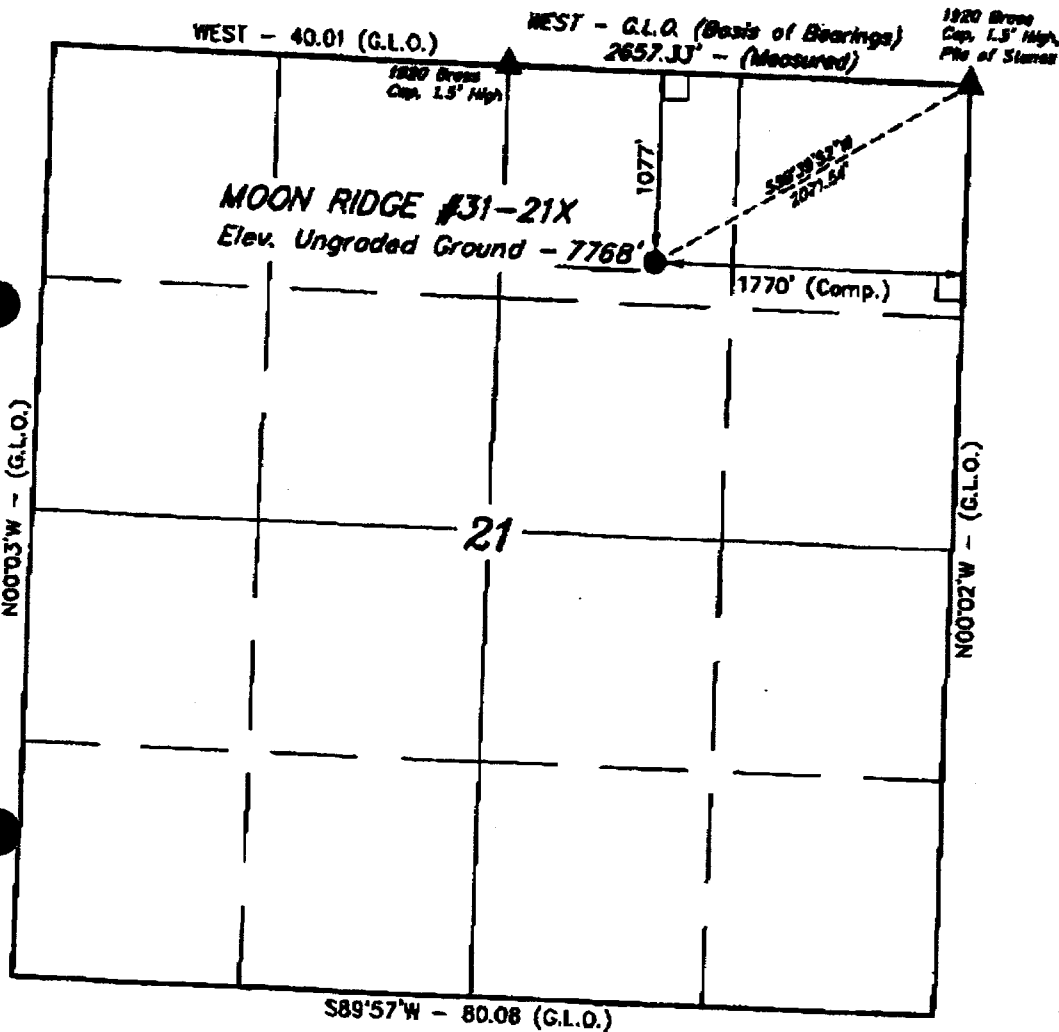 WEST - 40.01 (G.L.O.)
WEST - G.L.O. (Basis of Bearings)
2657.33' - (Measured)
1920 Brass
Cap, 1.5' High,
Pile of Stones
1920 Brass
Cap, 1.5' High
1077'
2071.54'
MOON RIDGE #31-21X
Elev. Ungraded Ground - 7768'
1770' (Comp.)
N00°03'W - (G.L.O.)
21
N00°02'W - (G.L.O.)
S89°57'W - 80.08 (G.L.O.)